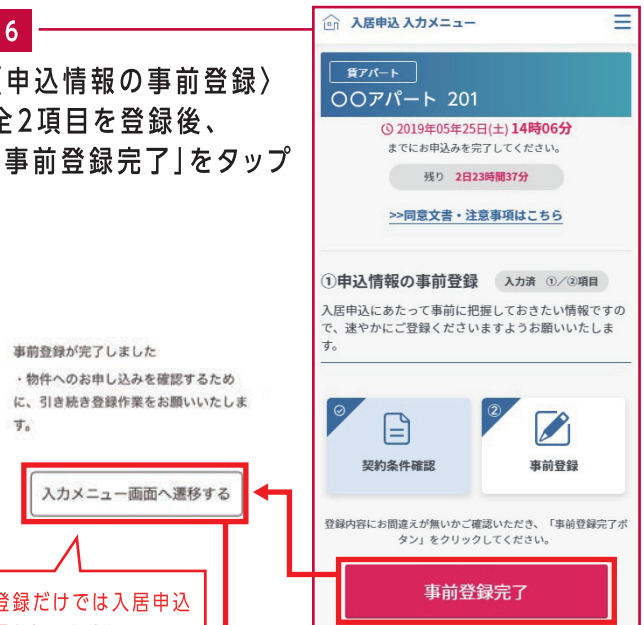 6
〈申込情報の事前登録〉
全2項目を登録後、
「事前登録完了」をタップ
事前登録が完了しました
・物件へのお申し込みを確認するため
に、引き続き登録作業をお願いいたしま
す。
入力メニュー画面へ遷移する
登録だけでは入居申込
入居申込 入力メニュー
賃アパート
〇〇アパート 201
2019年05年25日(土) 14時06分
までにお申込みを完了してください。
残り 2日23時間37分
>>同意文書・注意事項はこちら
①申込情報の事前登録 入力済 ①/②項目
入居申込にあたって事前に把握しておきたい情報ですの
で、速やかにご登録くださいますようお願いいたしま
す。
②
契約条件確認 事前登録
登録内容にお間違えが無いかご確認いただき、「事前登録完了ボ
タン」をクリックしてください。
事前登録完了